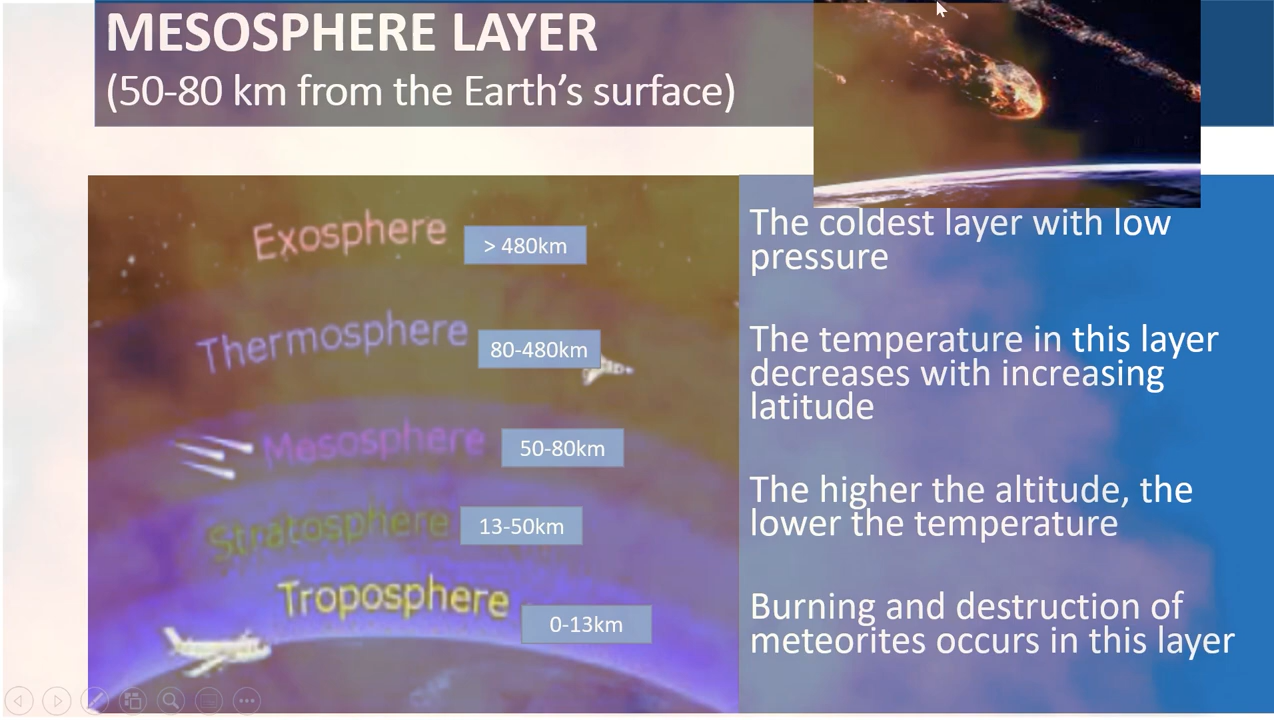 MESOSPHERE LAYER
(50-80 km from the Earth's surface)
Exosphere
> 480km
Thermosphere
80-480km
Mesosphere
50-80km
Stratosphere
13-50km
Troposphere
0-13km
The coldest layer with low
pressure
The temperature in this layer
decreases with increasing
latitude
The higher the altitude, the
lower the temperature
Burning and destruction of
meteorites occurs in this layer